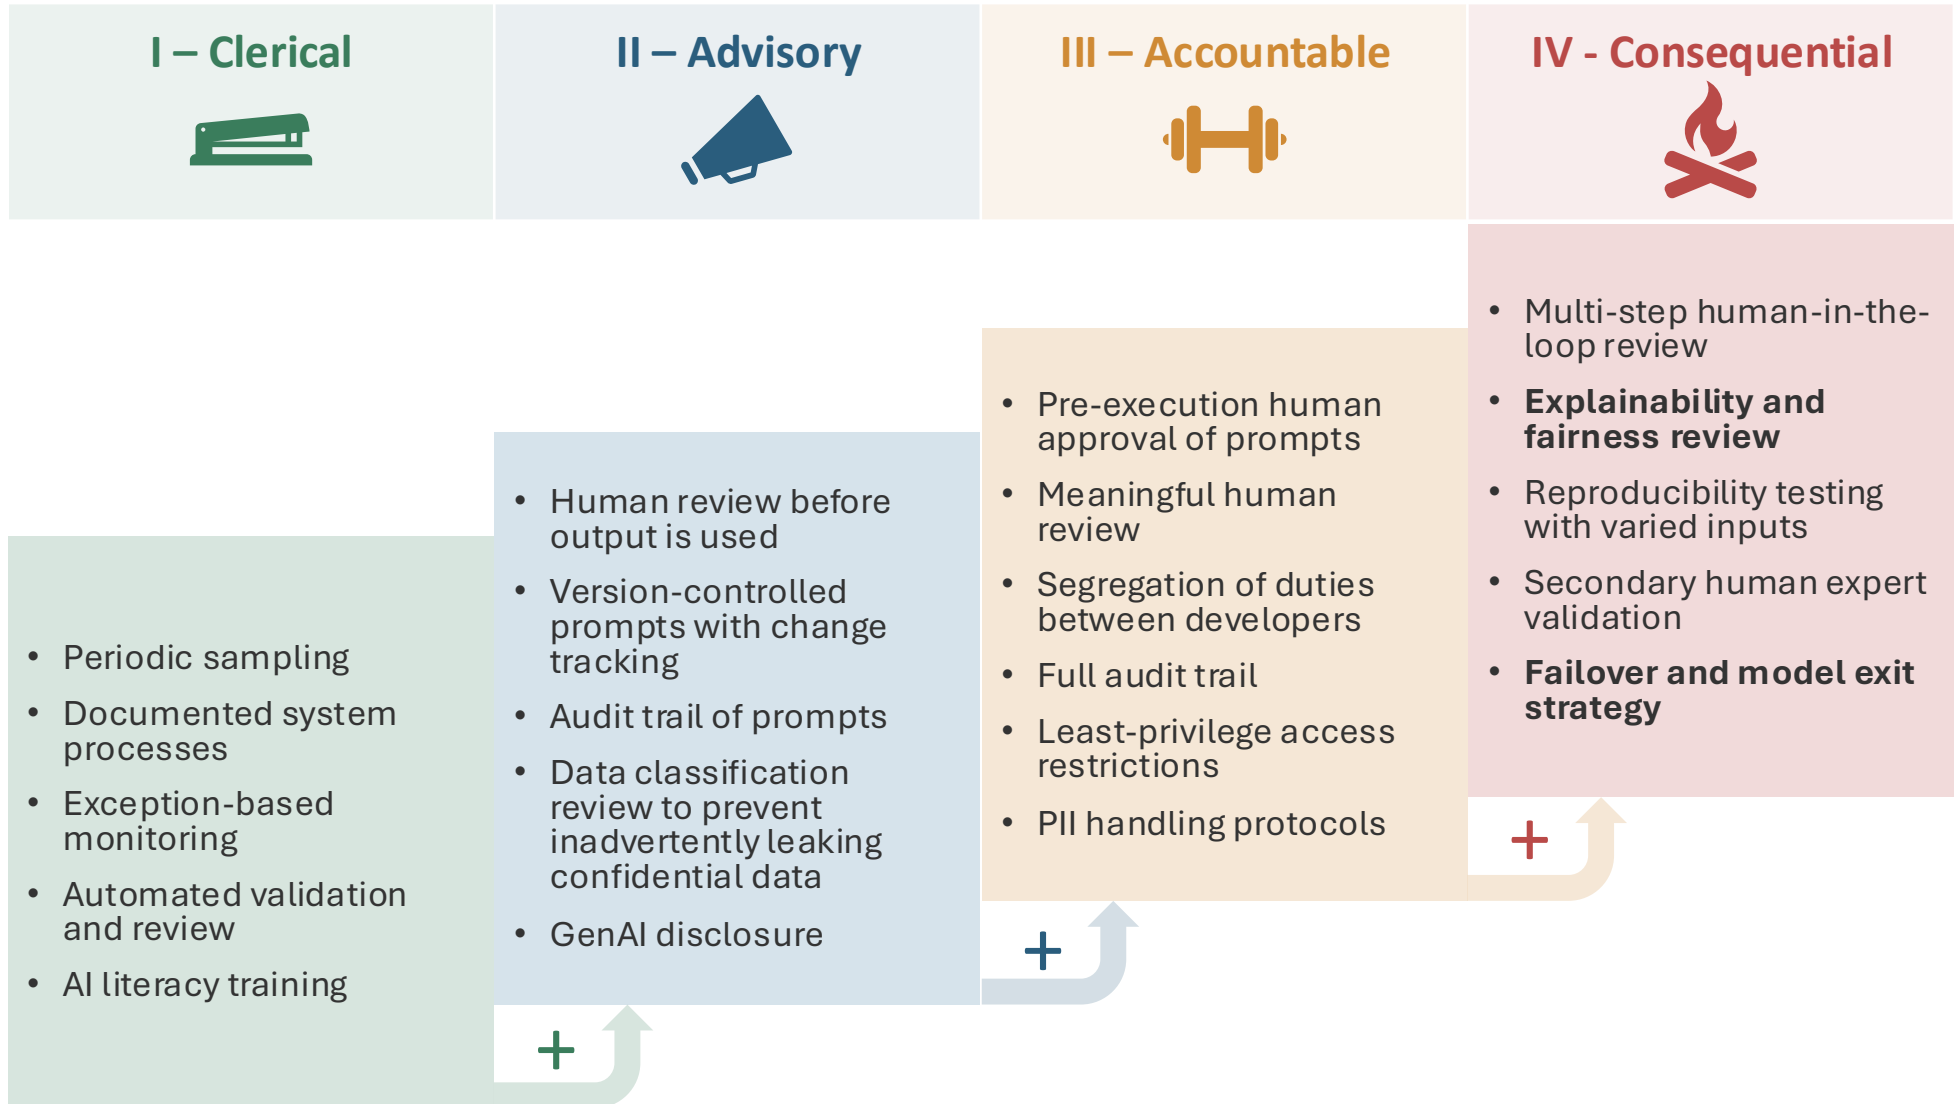 I – Clerical
II – Advisory
III – Accountable
IV - Consequential
• Periodic sampling
• Documented system
processes
• Exception-based
monitoring
• Automated validation
and review
• AI literacy training
+
• Human review before
output is used
• Version-controlled
prompts with change
tracking
• Audit trail of prompts
• Data classification
review to prevent
inadvertently leaking
confidential data
• GenAI disclosure
+
• Pre-execution human
approval of prompts
• Meaningful human
review
• Segregation of duties
between developers
• Full audit trail
• Least-privilege access
restrictions
• PII handling protocols
+
• Multi-step human-in-the-
loop review
• Explainability and
fairness review
• Reproducibility testing
with varied inputs
• Secondary human expert
validation
• Failover and model exit
strategy